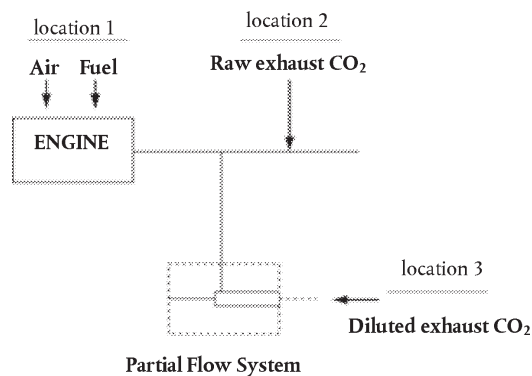 location 1
Air Fuel
ENGINE
location 2
Raw exhaust CO₂
location 3
Diluted exhaust CO₂
Partial Flow System